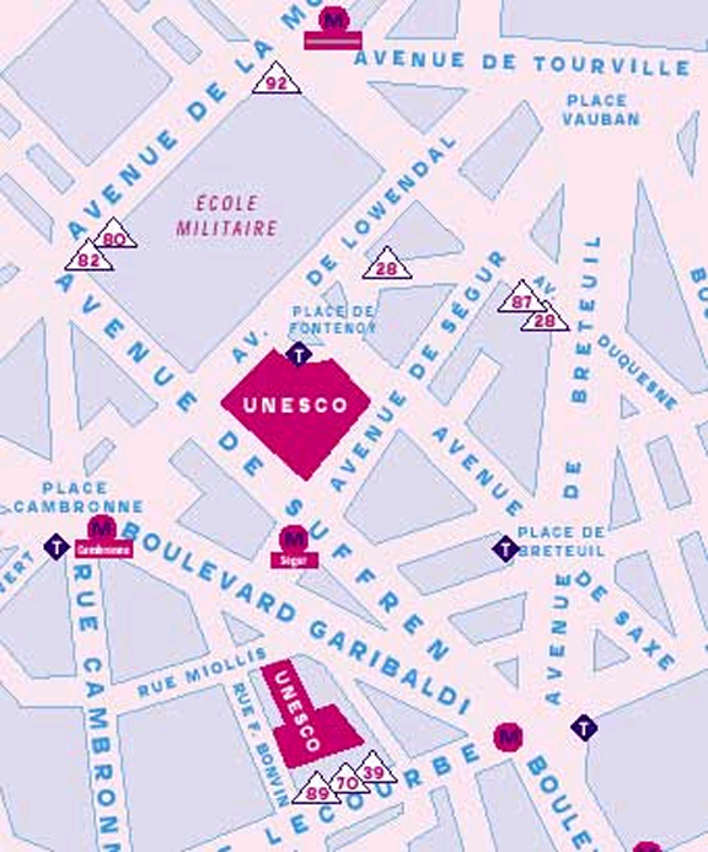 M
AVENUE DE LA MO
AVENUE DE TOURVILLE
92
PLACE
VAUBAN
ÉCOLE
MILITAIRE
AV. DE LOWENDAL
80
82
28
87
28
AV. DUQUESNE
PLACE DE
FONTENOY
T
UNESCO
AVENUE DE SÉGUR
AVENUE DE BRETEUIL
AVENUE DE SUFFREN
AVENUE DE SAXE
PLACE
CAMBRONNE
M
Cambronne
T
M
Ségur
T
PLACE DE
BRETEUIL
VERT
BOULEVARD GARIBALDI
RUE CAMBRONN
RUE MIOLLIS
RUE F. BONVIN
UNESCO
M
T
39
70
89
LECOURBE
BOULE